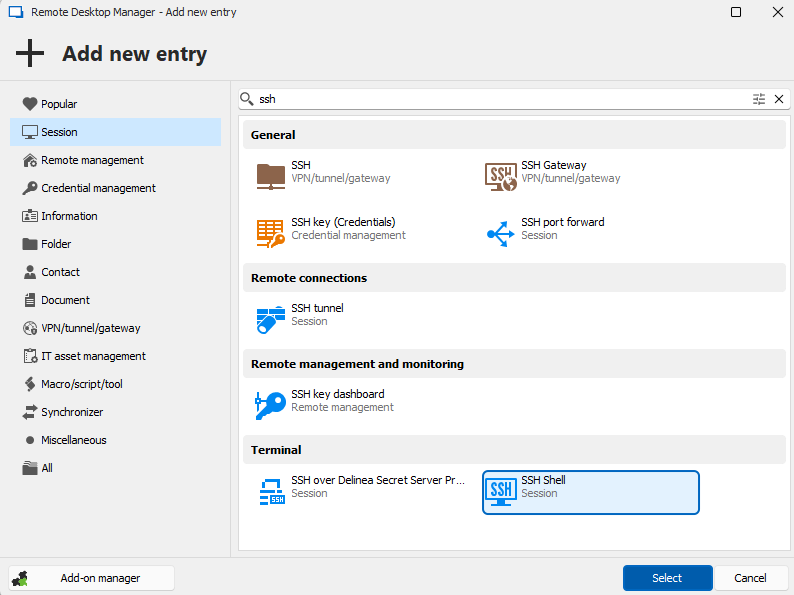 Remote Desktop Manager - Add new entry
Add new entry
Popular
Session
Remote management
Credential management
Information
Folder
Contact
Document
VPN/tunnel/gateway
IT asset management
Macro/script/tool
Synchronizer
Miscellaneous
All
ssh
General
SSH
VPN/tunnel/gateway
SSH
SSH Gateway
VPN/tunnel/gateway
SSH key (Credentials)
Credential management
SSH port forward
Session
Remote connections
SSH tunnel
Session
Remote management and monitoring
SSH key dashboard
Remote management
Terminal
SSH
SSH over Delinea Secret Server Pr...
Session
SSH
SSH Shell
Session
Add-on manager
Select
Cancel